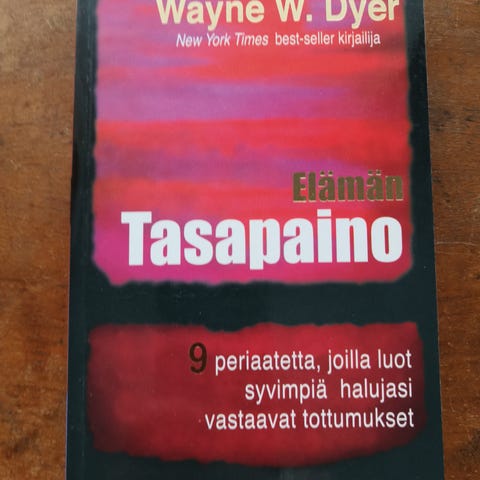 Wayne W. Dyer
New York Times best-seller kirjailija
Elämän
Tasapaino
9 periaatetta, joilla luot
syvimpiä halujasi
vastaavat tottumukset